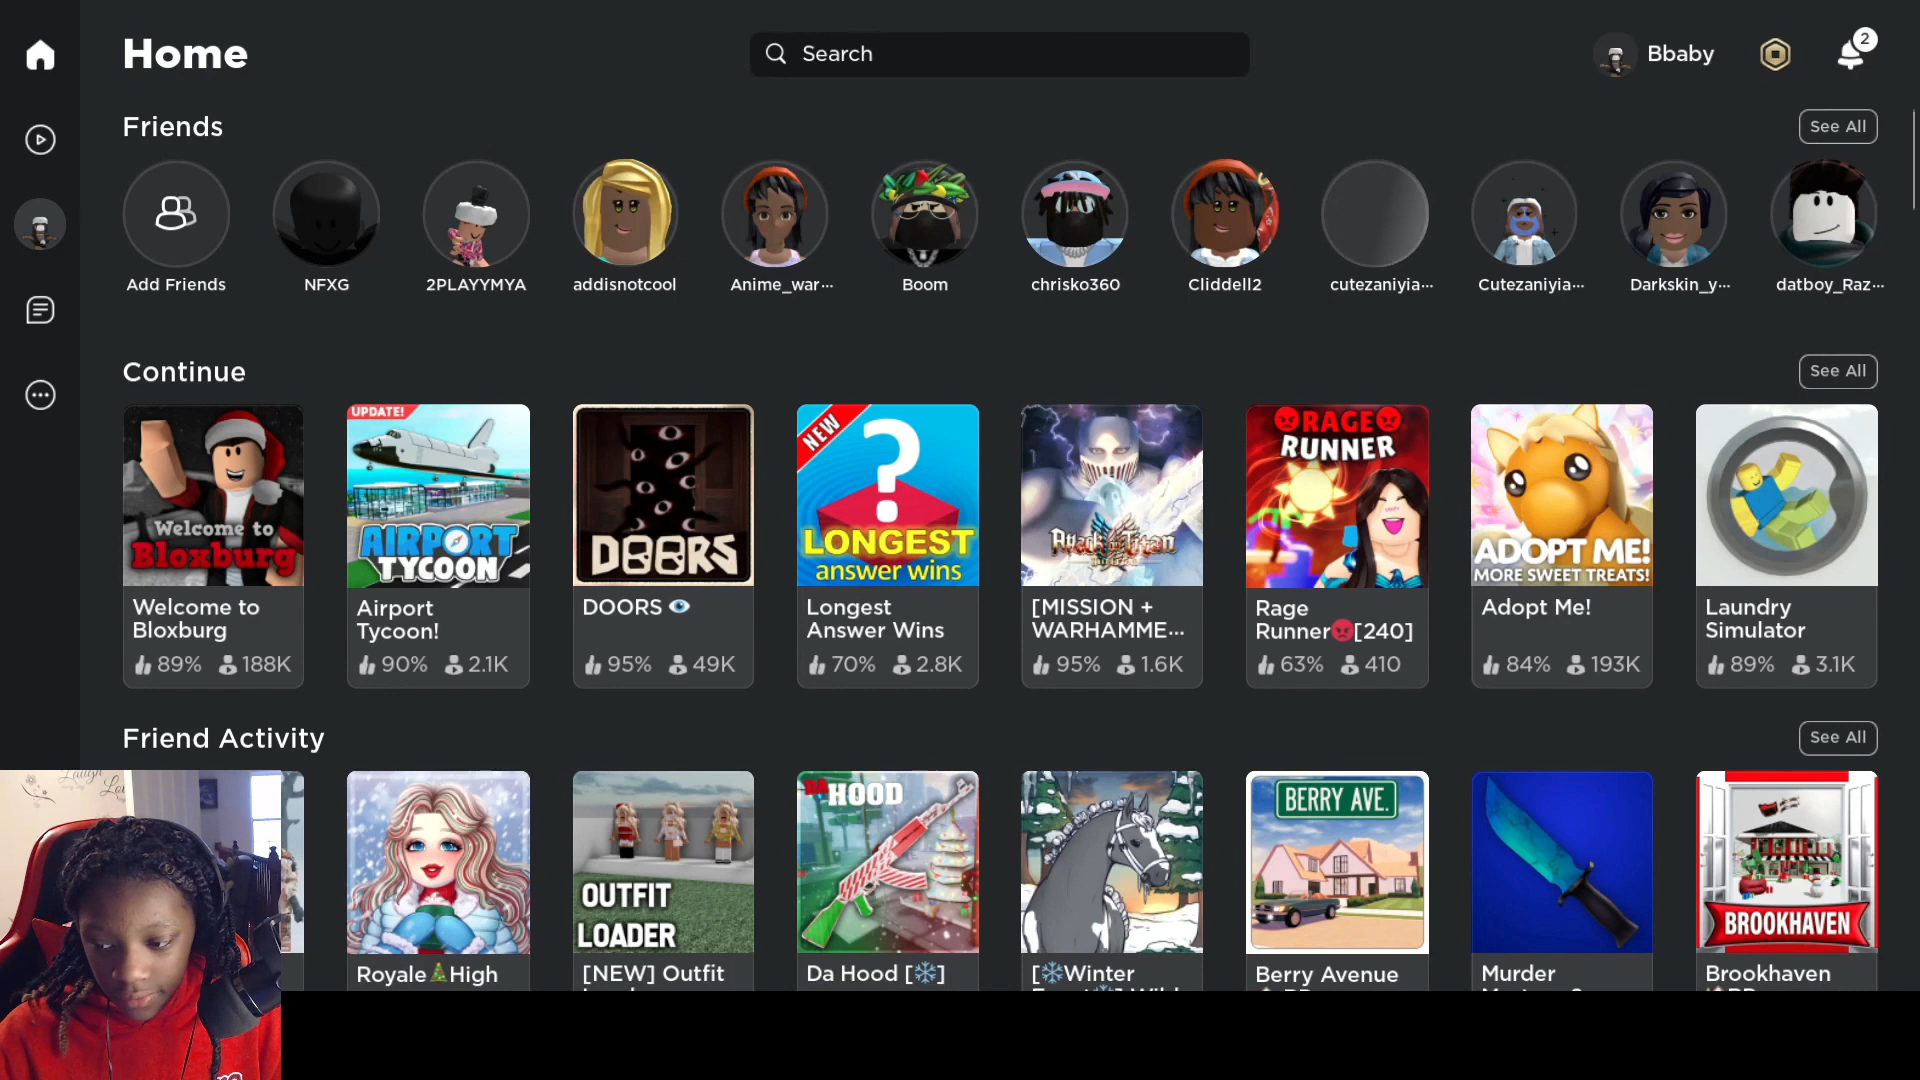 Home
Search
Bbaby
2
Friends
See All
Add Friends
NFXG
2PLAYYMYA
addisnotcool
Anime_war...
Boom
chrisko360
Cliddell2
cutezaniyia...
Cutezaniyia...
Darkskin_y...
datboy_Raz...
Continue
See All
Welcome to
Bloxburg
UPDATE!
AIRPORT
TYCOON
DOORS
NEW
?
LONGEST
answer wins
Attack on Titan
RAGE
RUNNER
ADOPT ME!
MORE SWEET TREATS!
Welcome to
Bloxburg
89% 188K
Airport
Tycoon!
90% 2.1K
DOORS 👁️
95% 49K
Longest
Answer Wins
70% 2.8K
[MISSION +
WARHAMME...
95% 1.6K
Rage
Runner😡[240]
63% 410
Adopt Me!
84% 193K
Laundry
Simulator
89% 3.1K
Friend Activity
See All
Laugh
OUTFIT
LOADER
DA HOOD
BERRY AVE.
BROOKHAVEN
Royale🎄High
[NEW] Outfit
Da Hood [❄️]
[❄️Winter
Berry Avenue
Murder
Brookhaven